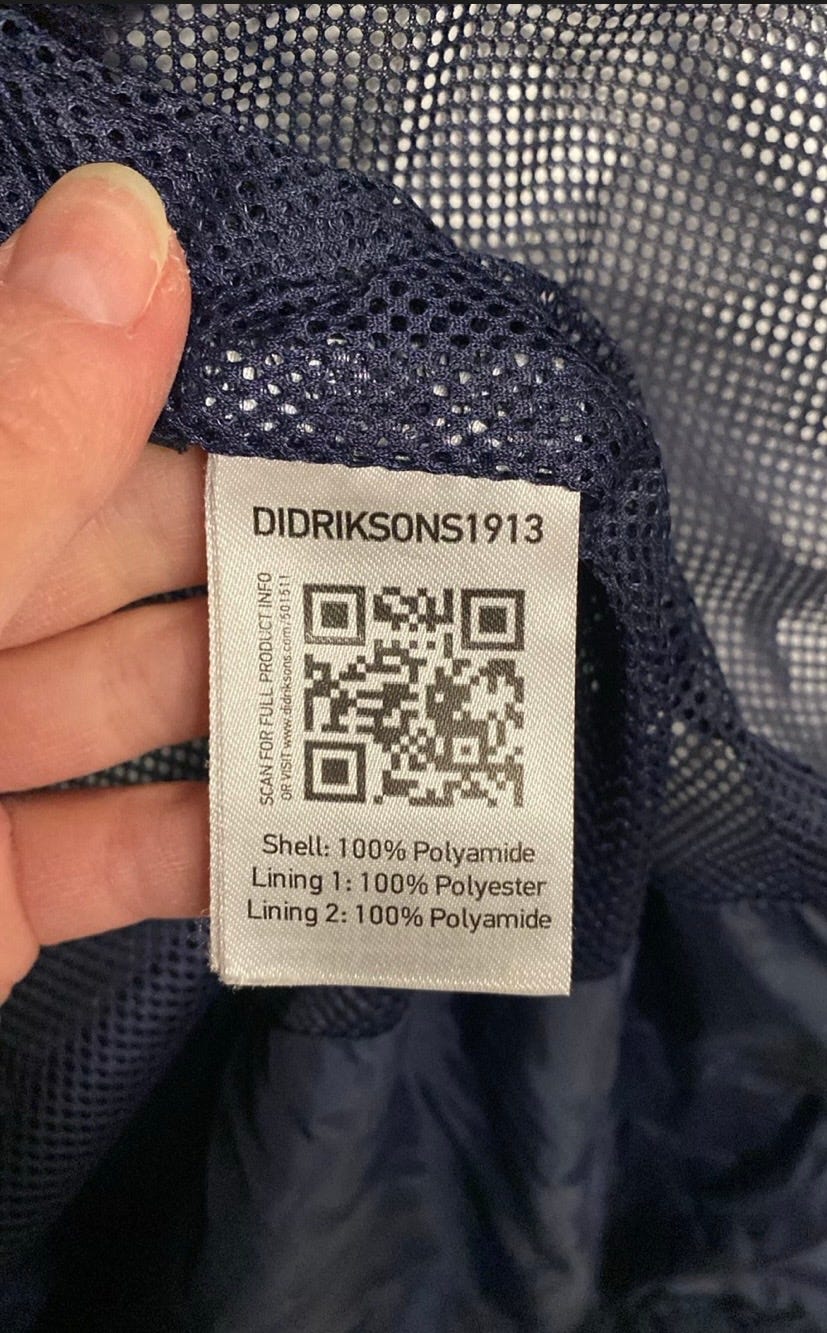 DIDRIKSONS1913
SCAN FOR FULL PRODUCT INFO
OR VISIT www.didriksons.com/501511
Shell: 100% Polyamide
Lining 1: 100% Polyester
Lining 2: 100% Polyamide